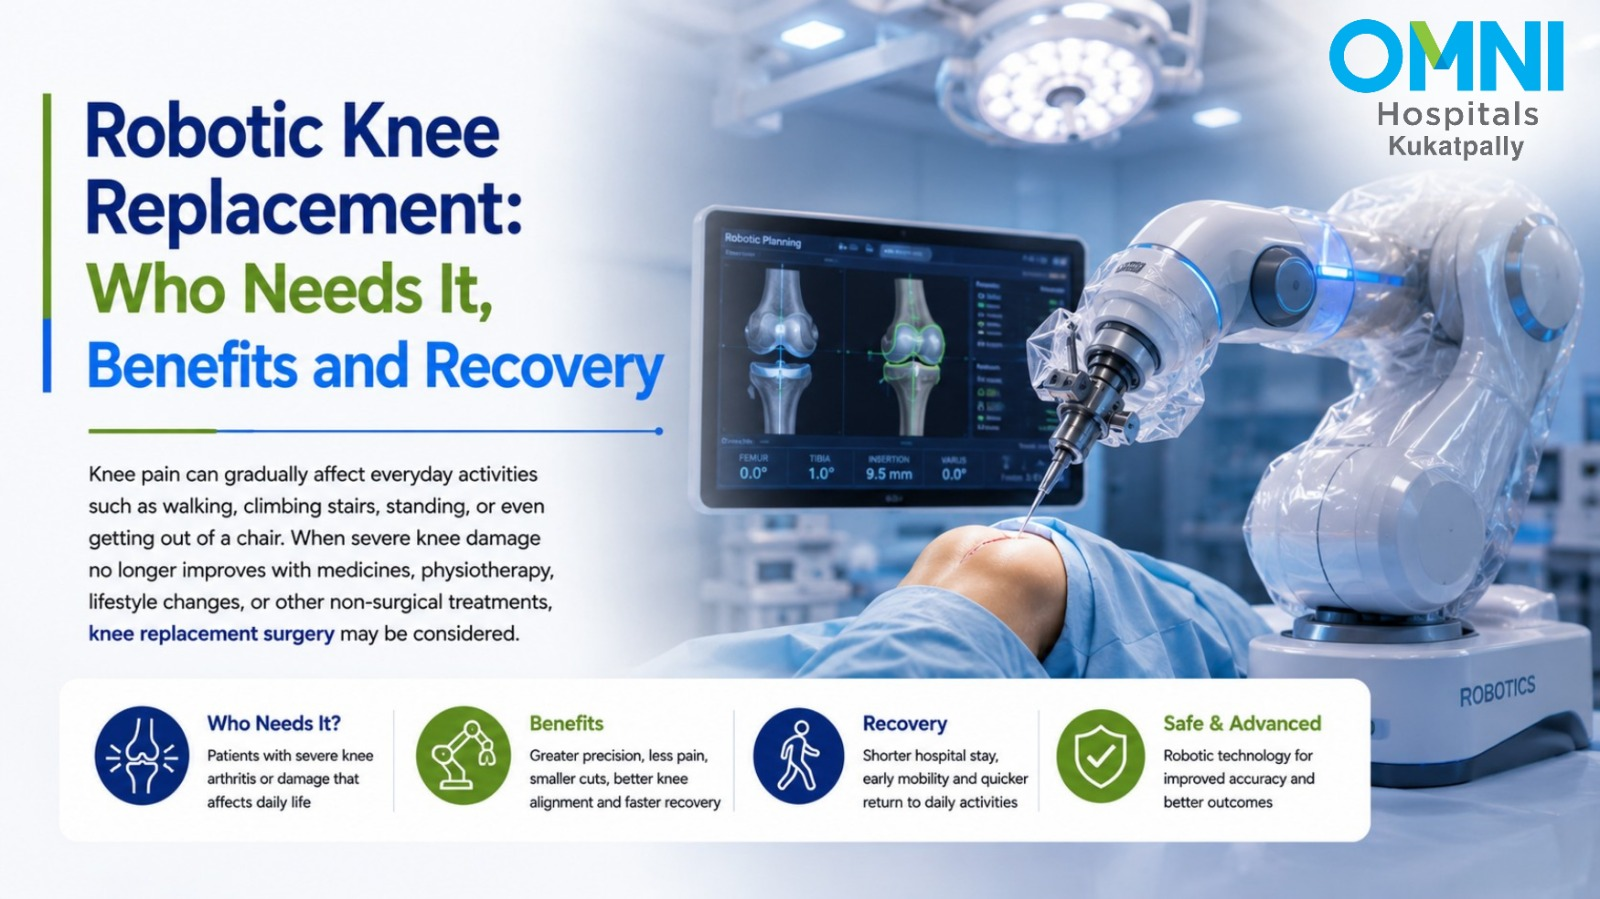 OMNI
Hospitals
Kukatpally
Robotic Knee
Replacement:
Who Needs It,
Benefits and Recovery
Knee pain can gradually affect everyday activities
such as walking, climbing stairs, standing, or even
getting out of a chair. When severe knee damage
no longer improves with medicines, physiotherapy,
lifestyle changes, or other non-surgical treatments,
knee replacement surgery may be considered.
Robotic Planning
FEMUR
0.0°
TIBIA
1.0°
INSERTION
9.5 mm
VARUS
0.0°
ROBOTICS
Who Needs It?
Patients with severe knee
arthritis or damage that
affects daily life
Benefits
Greater precision, less pain,
smaller cuts, better knee
alignment and faster recovery
Recovery
Shorter hospital stay,
early mobility and quicker
return to daily activities
Safe & Advanced
Robotic technology for
improved accuracy and
better outcomes